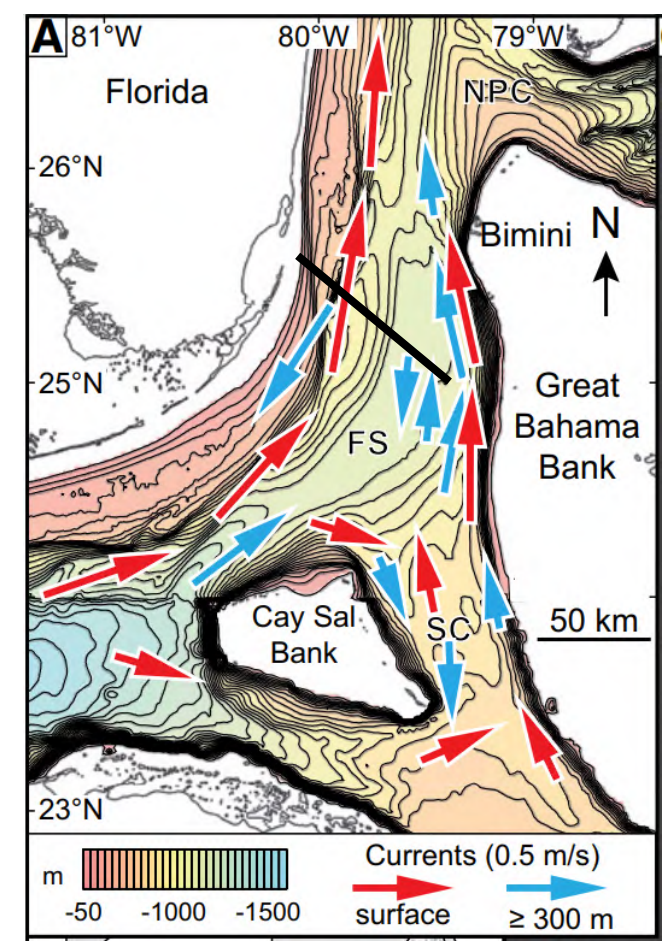 A 81°W 80°W 79°W
Florida
NPC
26°N
Bimini N
25°N
Great
Bahama
Bank
FS
Cay Sal
Bank
SC
50 km
23°N
Currents (0.5 m/s)
m
-50 -1000 -1500
surface ≥ 300 m